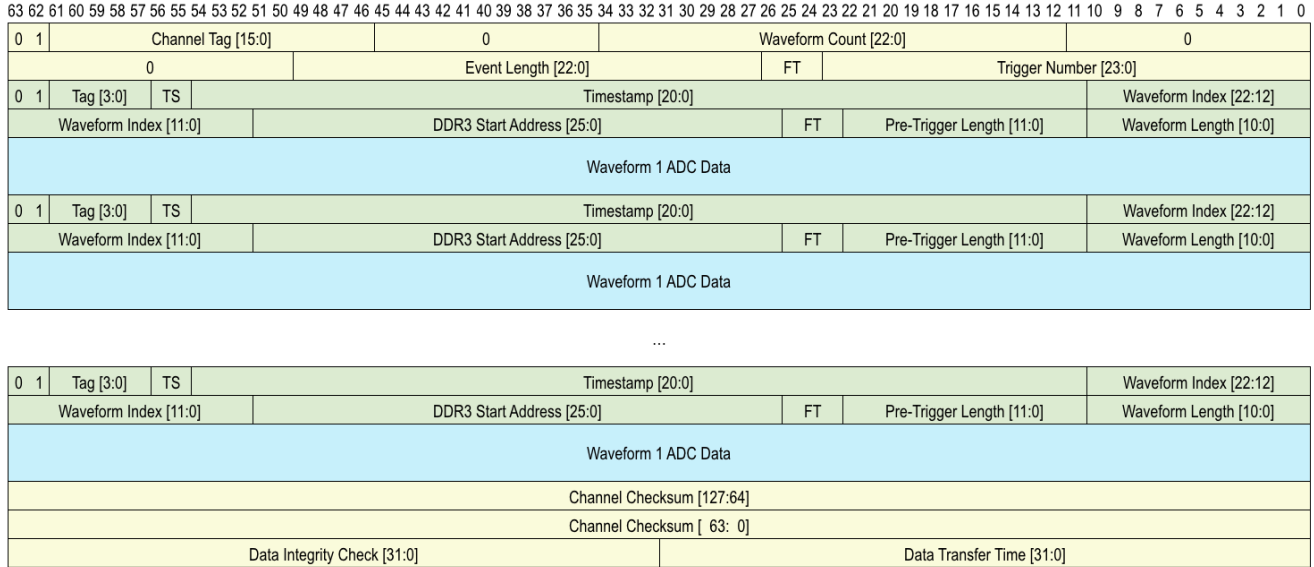 63 62 61 60 59 58 57 56 55 54 53 52 51 50 49 48 47 46 45 44 43 42 41 40 39 38 37 36 35 34 33 32 31 30 29 28 27 26 25 24 23 22 21 20 19 18 17 16 15 14 13 12 11 10 9 8 7 6 5 4 3 2 1 0
0 1 Channel Tag [15:0] 0 Waveform Count [22:0] 0
0 Event Length [22:0] FT Trigger Number [23:0]
0 1 Tag [3:0] TS Timestamp [20:0] Waveform Index [22:12]
Waveform Index [11:0] DDR3 Start Address [25:0] FT Pre-Trigger Length [11:0] Waveform Length [10:0]
Waveform 1 ADC Data
0 1 Tag [3:0] TS Timestamp [20:0] Waveform Index [22:12]
Waveform Index [11:0] DDR3 Start Address [25:0] FT Pre-Trigger Length [11:0] Waveform Length [10:0]
Waveform 1 ADC Data
...
0 1 Tag [3:0] TS Timestamp [20:0] Waveform Index [22:12]
Waveform Index [11:0] DDR3 Start Address [25:0] FT Pre-Trigger Length [11:0] Waveform Length [10:0]
Waveform 1 ADC Data
Channel Checksum [127:64]
Channel Checksum [ 63: 0]
Data Integrity Check [31:0] Data Transfer Time [31:0]